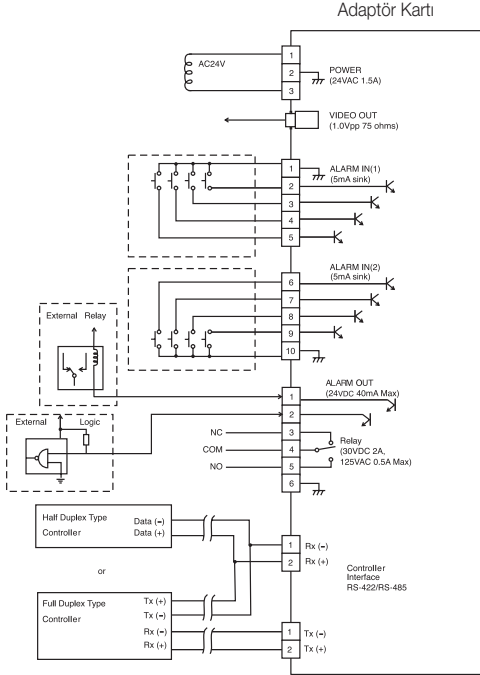 Adaptör Kartı
AC24V
1
2
3
POWER
(24VAC 1.5A)
VIDEO OUT
(1.0Vpp 75 ohms)
1
2
3
4
5
ALARM IN(1)
(5mA sink)
6
7
8
9
10
ALARM IN(2)
(5mA sink)
External Relay
External Logic
1
2
3
4
5
6
ALARM OUT
(24VDC 40mA Max)
NC
COM
NO
Relay
(30VDC 2A,
125VAC 0.5A Max)
Half Duplex Type
Controller
Data (-)
Data (+)
or
Full Duplex Type
Controller
Tx (+)
Tx (-)
Rx (-)
Rx (+)
1 Rx (-)
2 Rx (+)
Controller
Interface
RS-422/RS-485
1 Tx (-)
2 Tx (+)